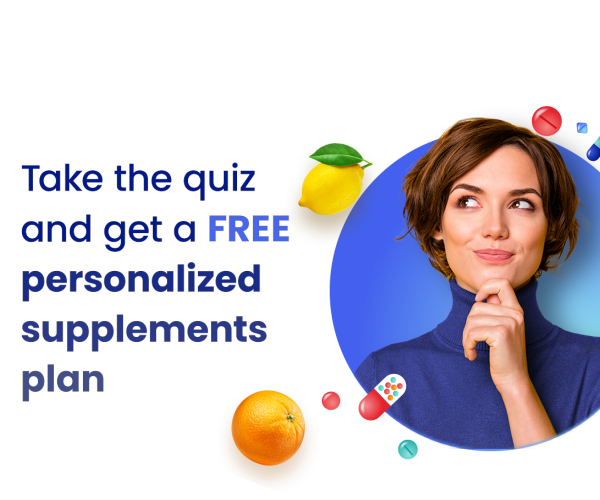 Take the quiz
and get a FREE
personalized
supplements
plan